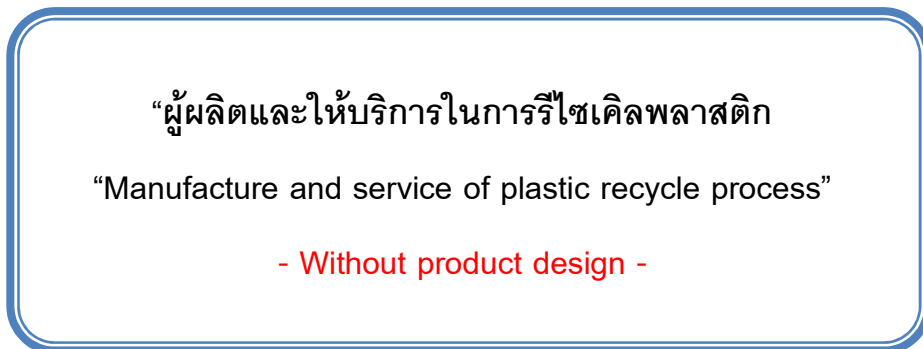 “ผู้ผลิตและให้บริการในการรีไซเคิลพลาสติก
“Manufacture and service of plastic recycle process”
- Without product design -